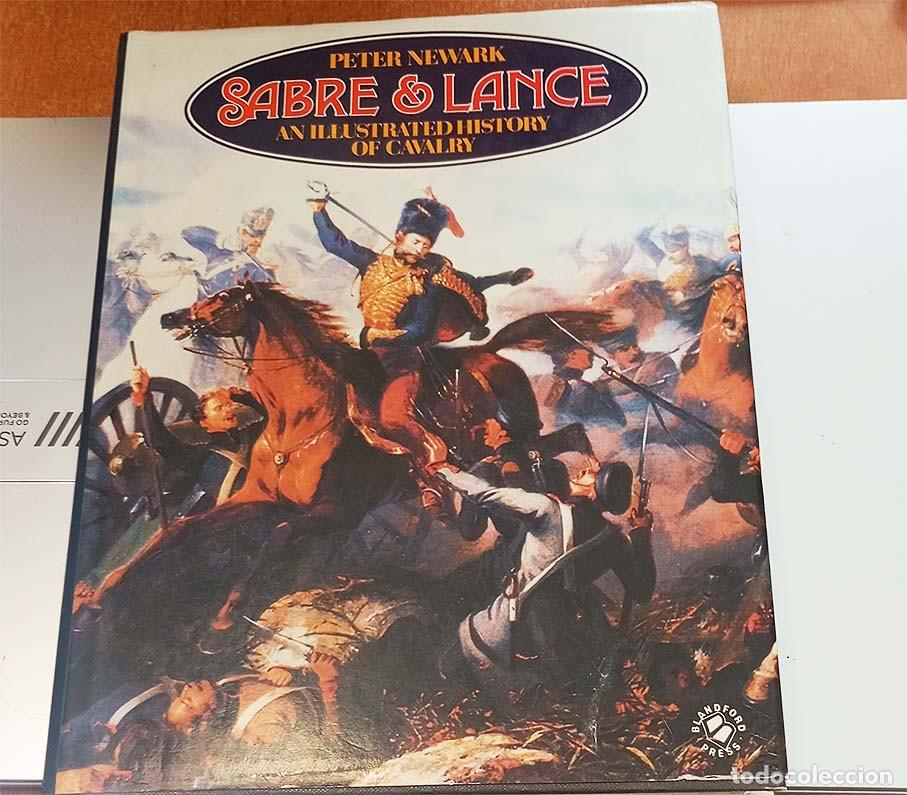 PETER NEWARK
SABRE & LANCE
AN ILLUSTRATED HISTORY
OF CAVALRY
BLANDFORD
PRESS
todocoleccion